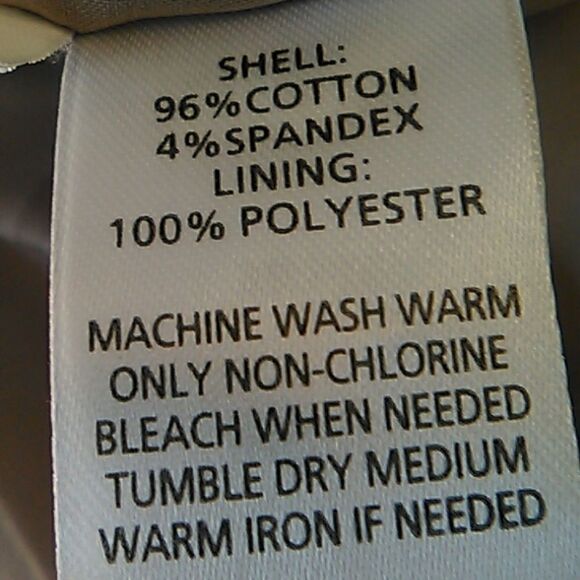 SHELL:
96%COTTON
4%SPANDEX
LINING:
100% POLYESTER
MACHINE WASH WARM
ONLY NON-CHLORINE
BLEACH WHEN NEEDED
TUMBLE DRY MEDIUM
WARM IRON IF NEEDED